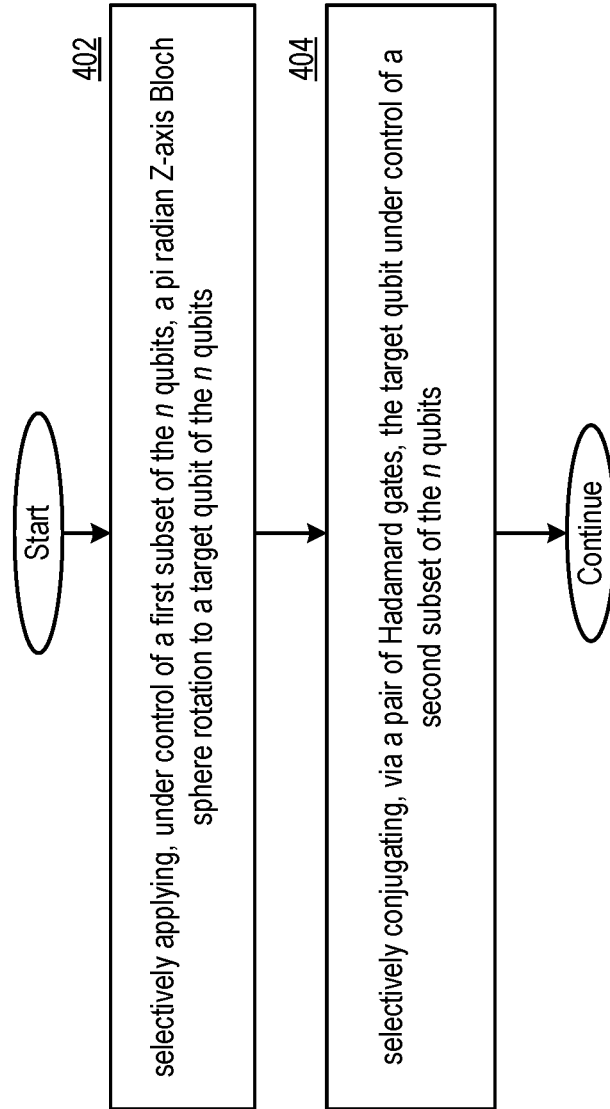 Start
402
selectively applying, under control of a first subset of the n qubits, a pi radian Z-axis Bloch
sphere rotation to a target qubit of the n qubits
404
selectively conjugating, via a pair of Hadamard gates, the target qubit under control of a
second subset of the n qubits
Continue